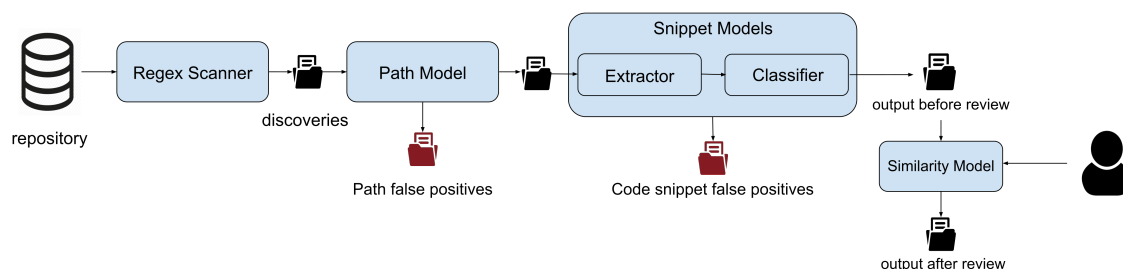 repository
Regex Scanner
discoveries
Path Model
Path false positives
Snippet Models
Extractor
Classifier
Code snippet false positives
output before review
Similarity Model
output after review